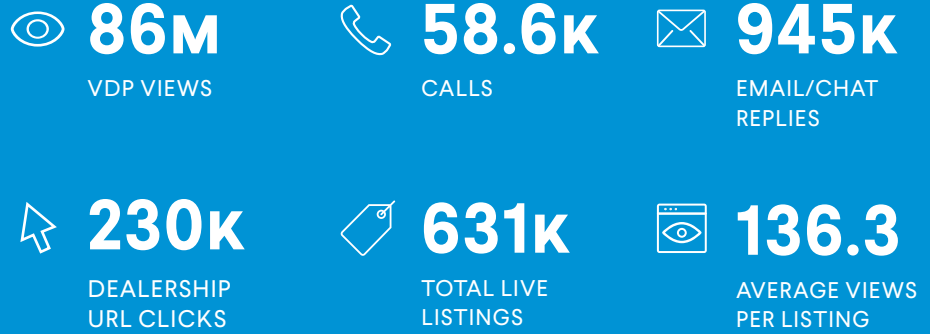 86M
VDP VIEWS
58.6K
CALLS
945K
EMAIL/CHAT
REPLIES
230K
DEALERSHIP
URL CLICKS
631K
TOTAL LIVE
LISTINGS
136.3
AVERAGE VIEWS
PER LISTING